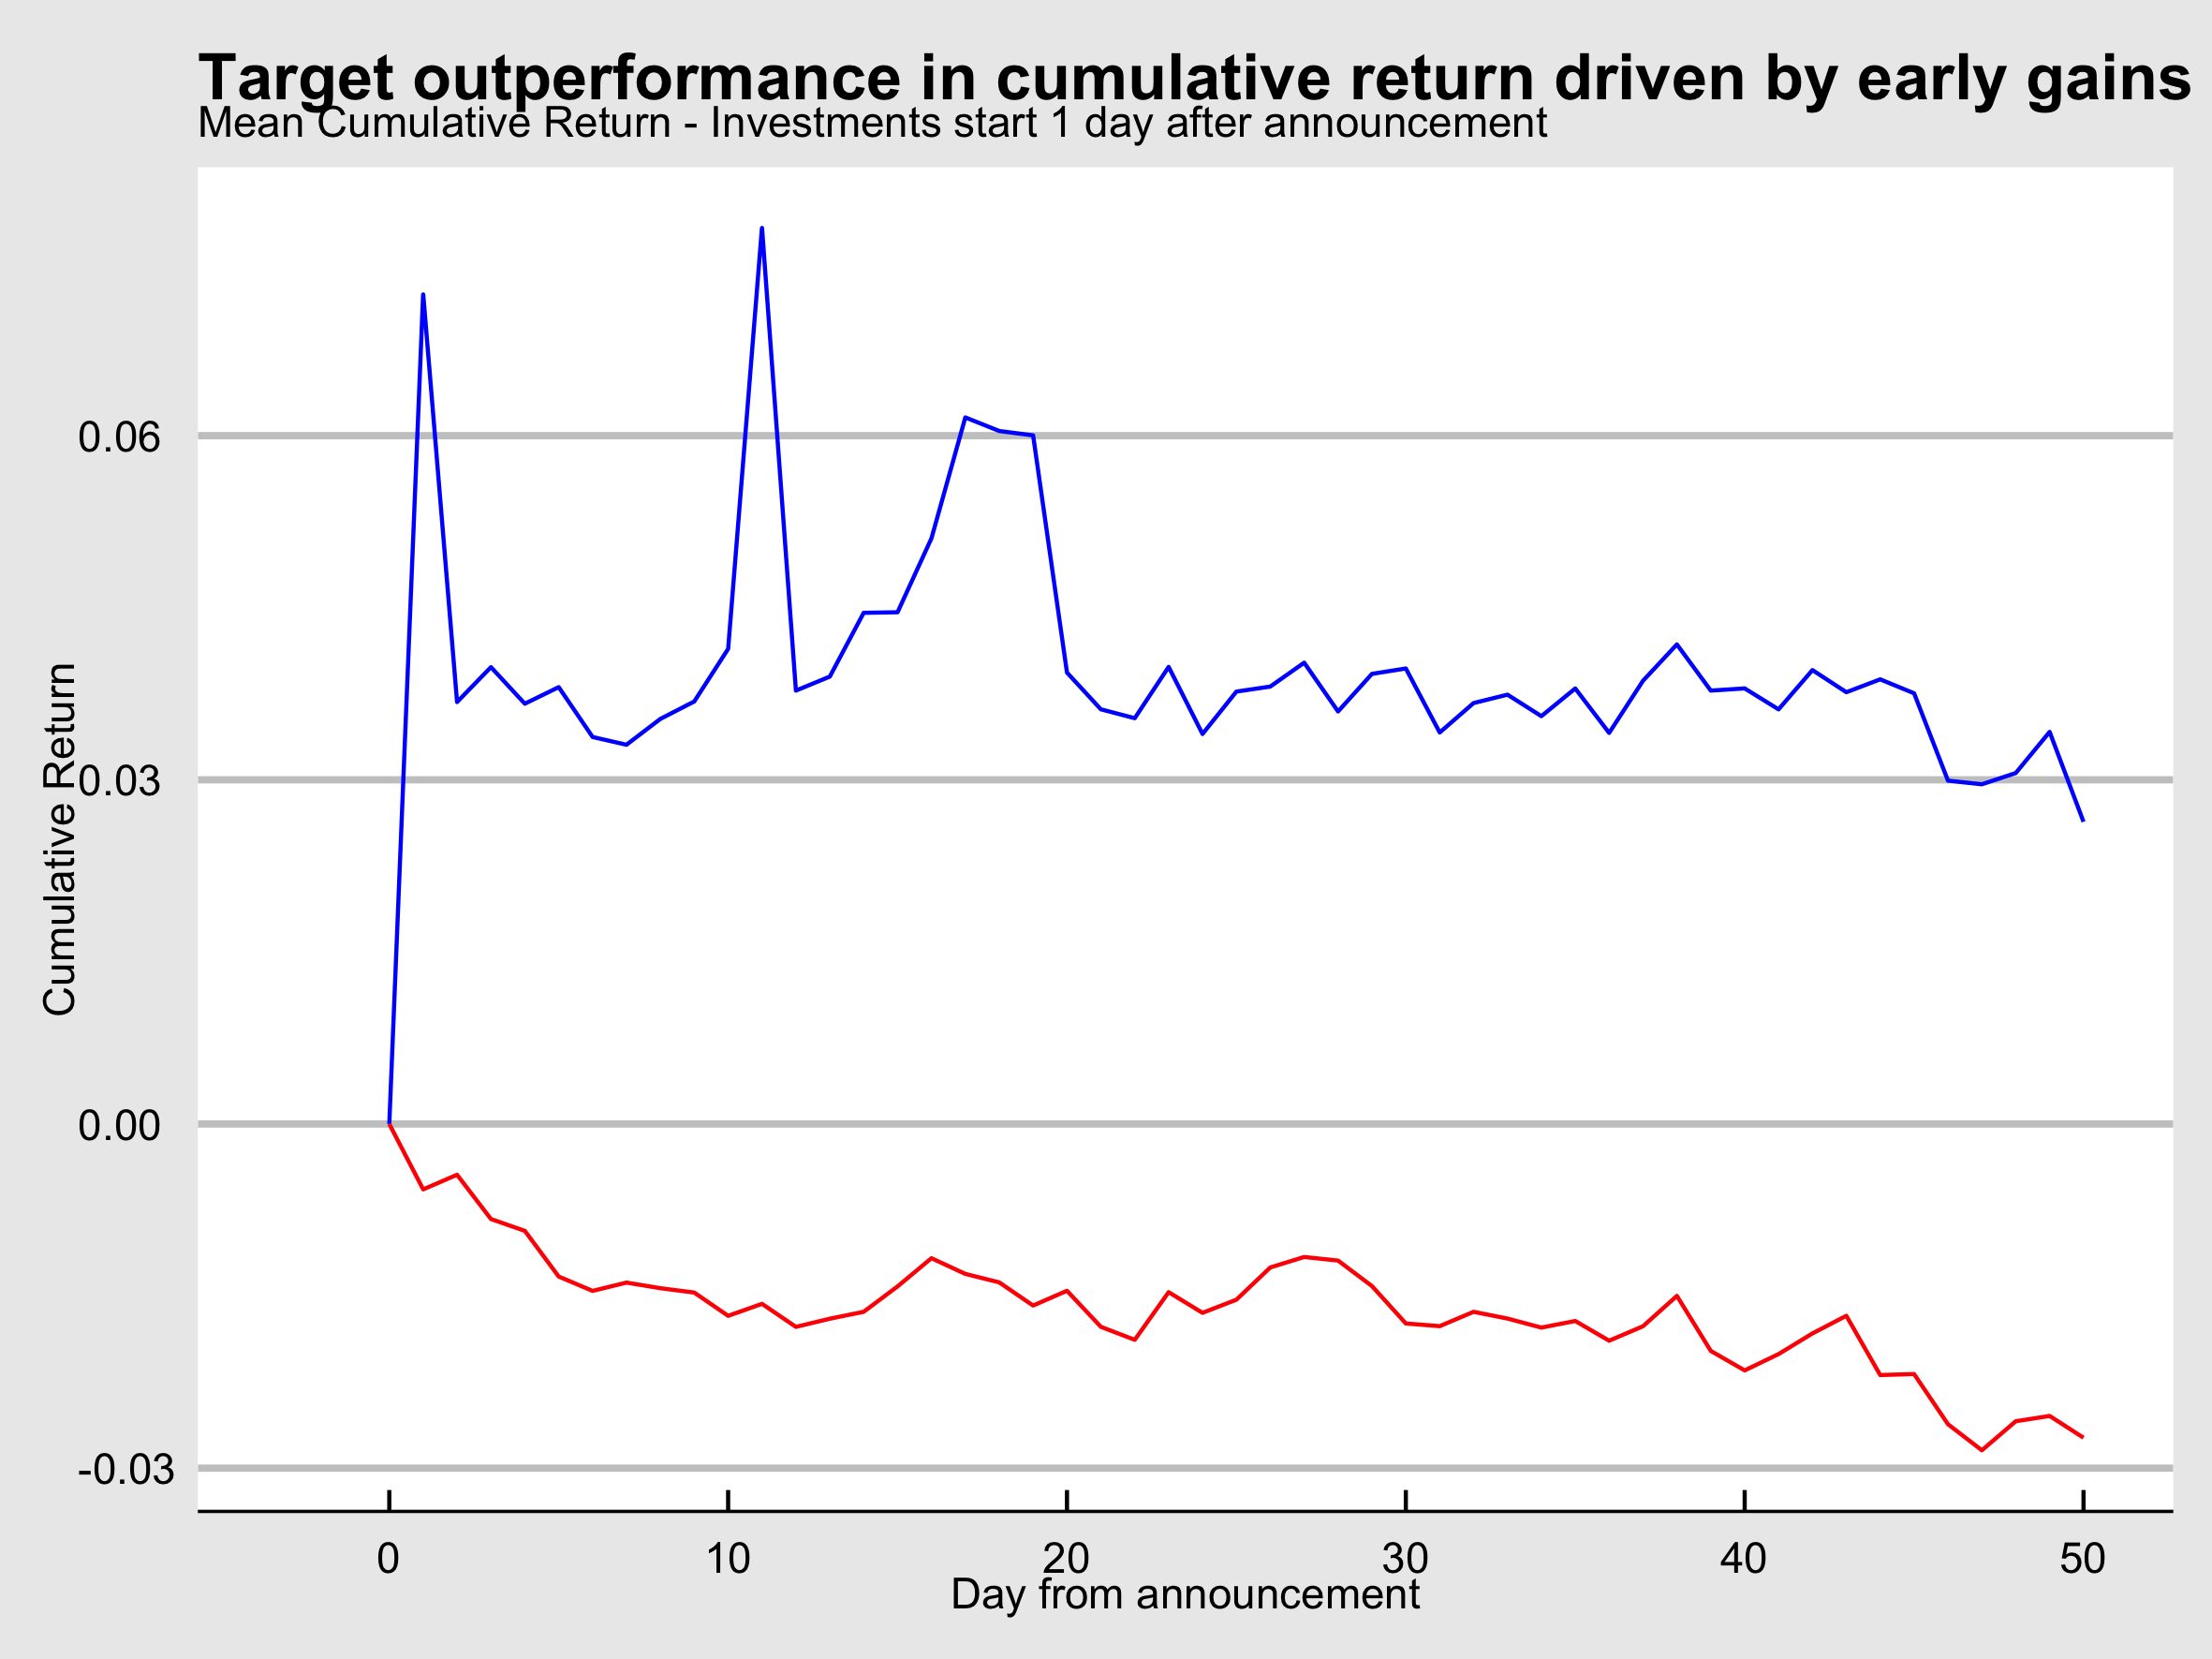 Target outperformance in cumulative return driven by early gains
Mean Cumulative Return - Investments start 1 day after announcement
Cumulative Return
0.06
0.03
0.00
-0.03
0 10 20 30 40 50
Day from announcement